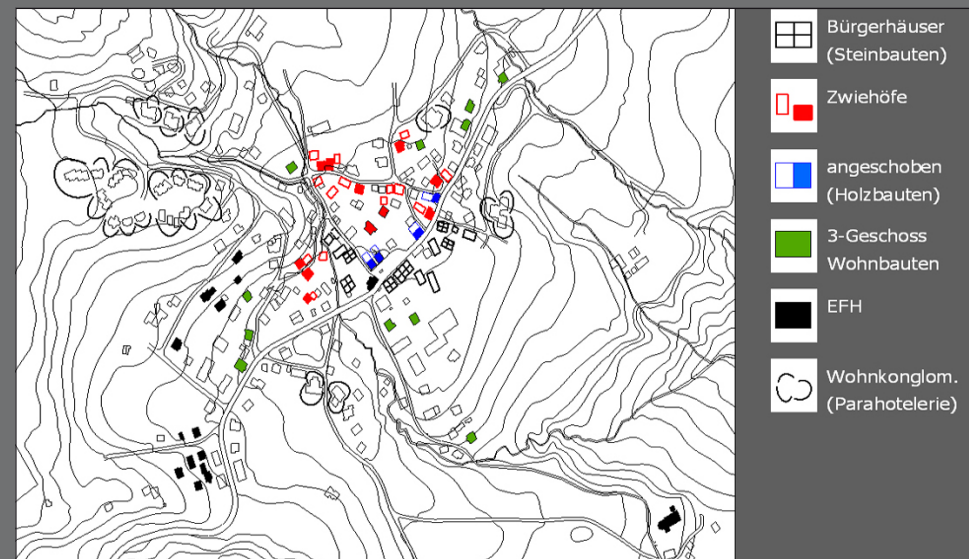 Bürgerhäuser
(Steinbauten)
Zwiehöfe
angeschoben
(Holzbauten)
3-Geschoss
Wohnbauten
EFH
Wohnkonglom.
(Parahotelerie)